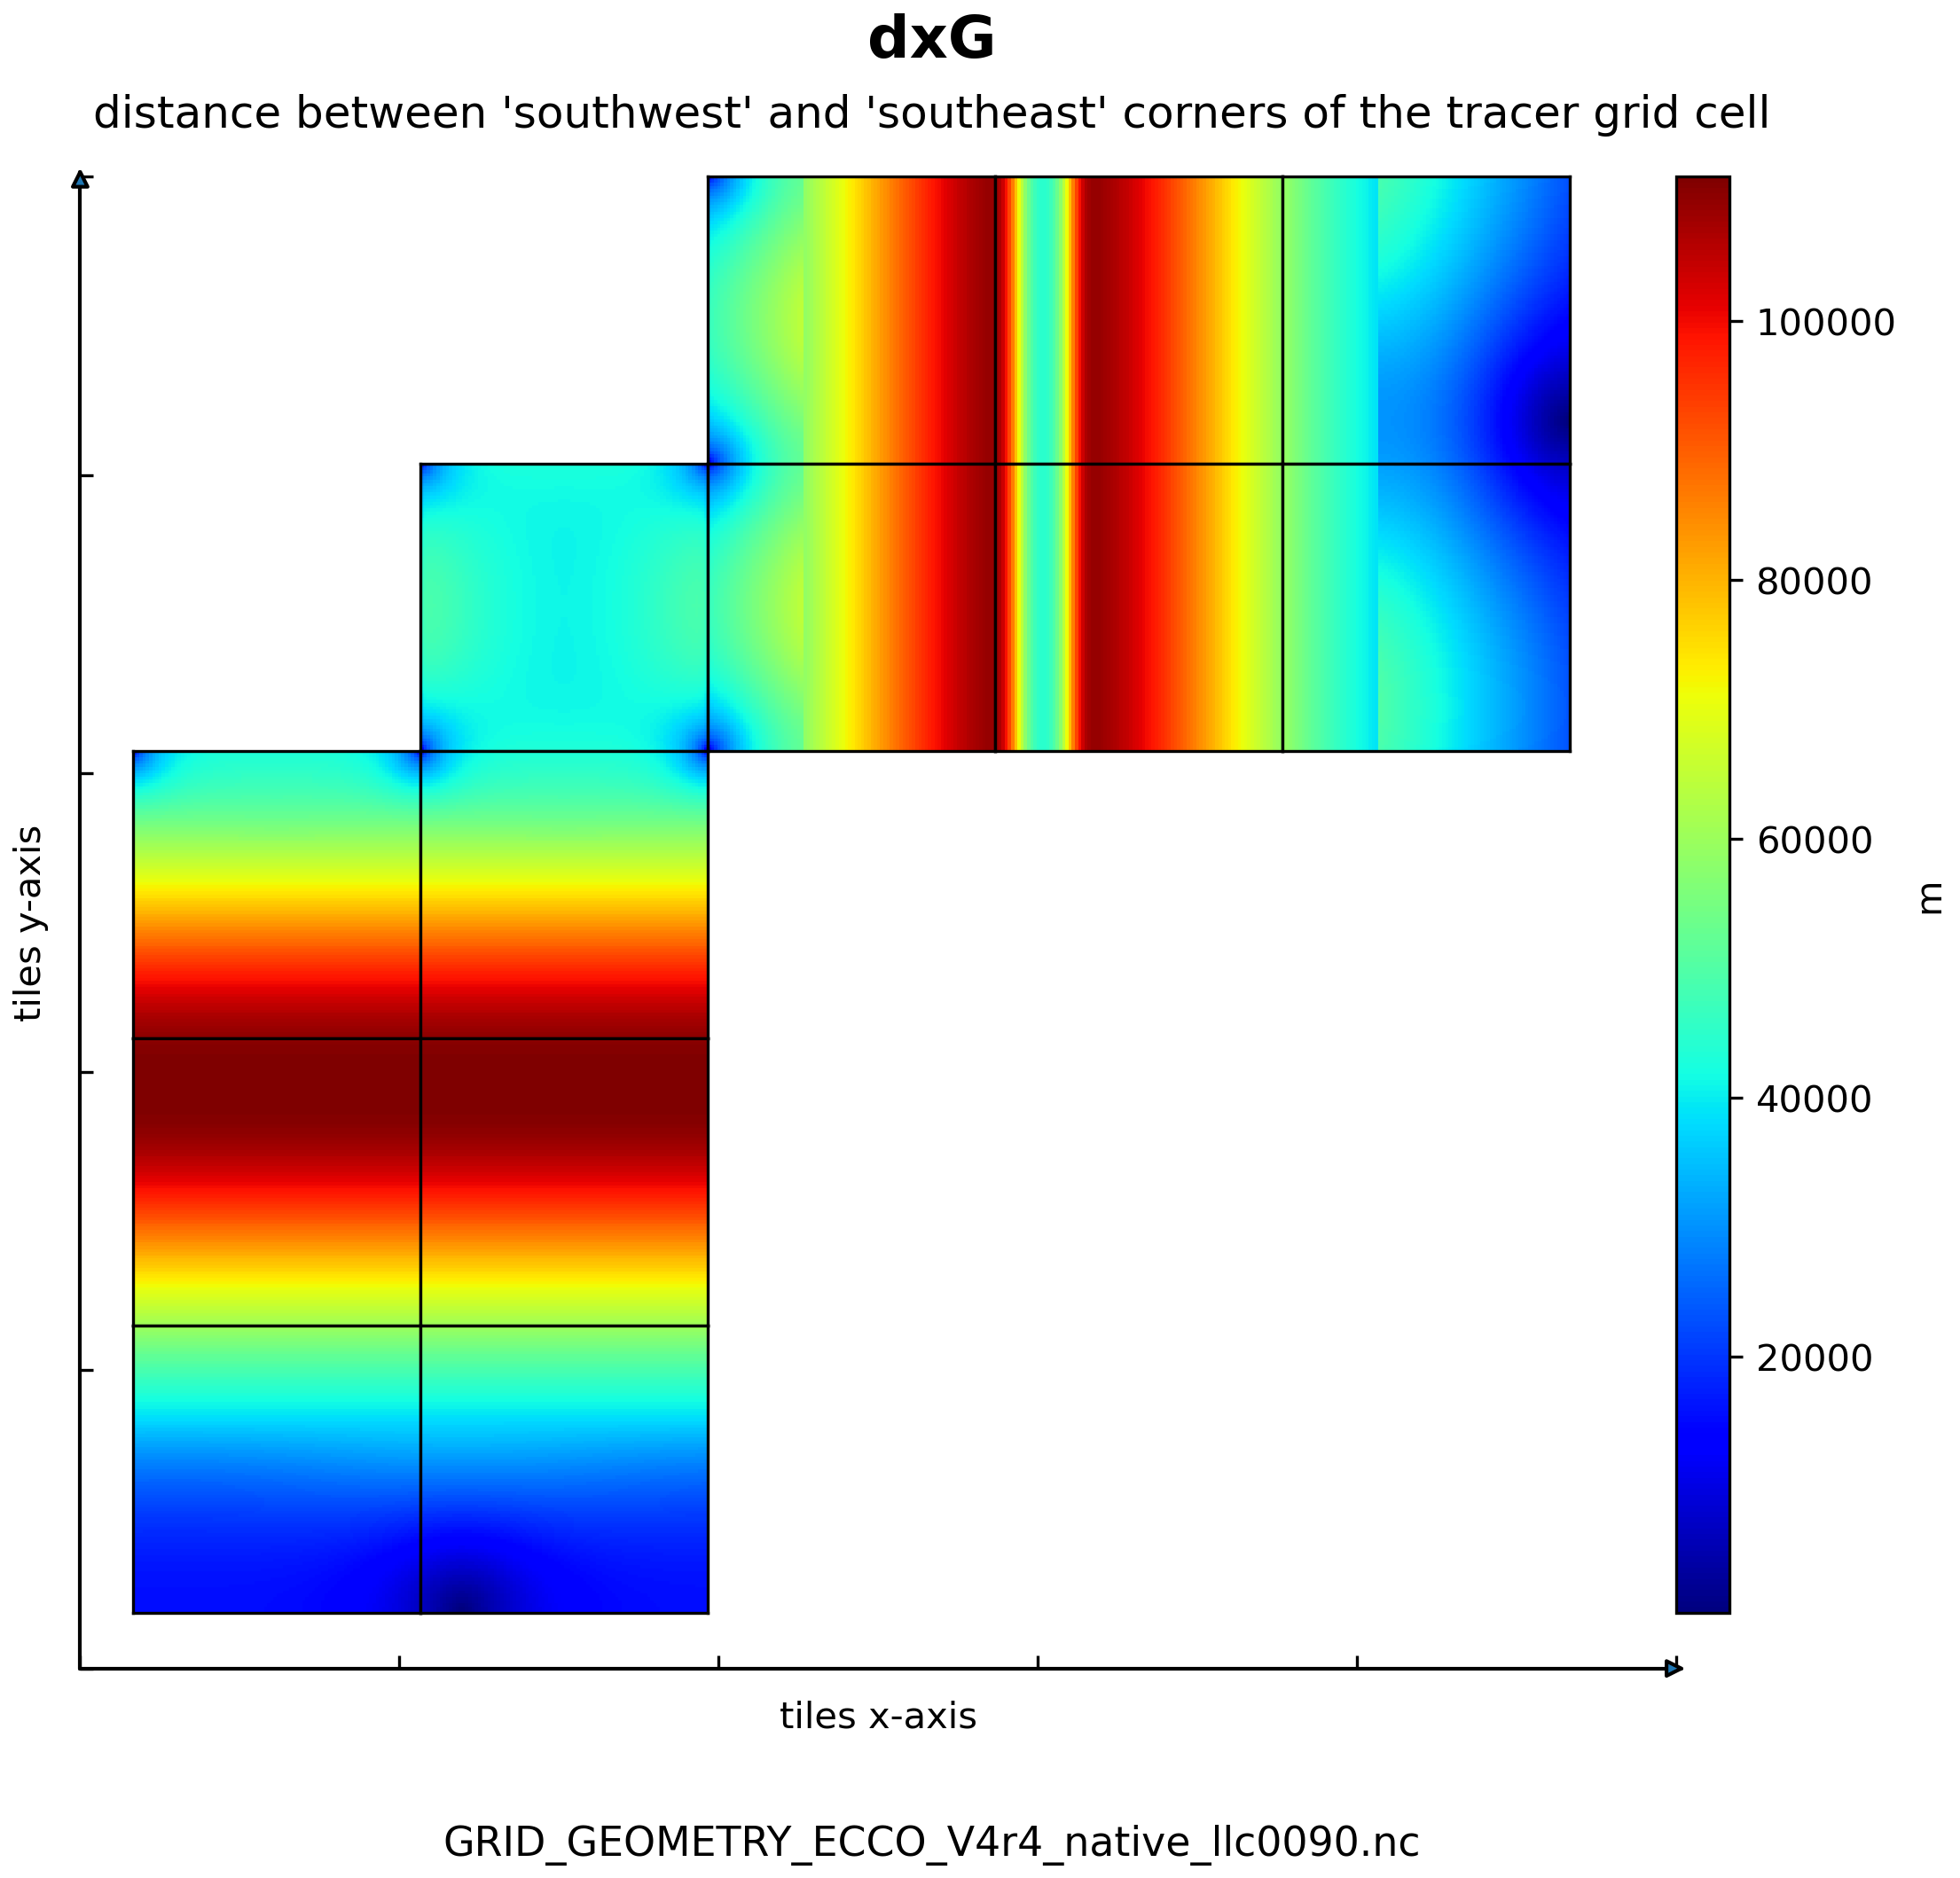 dxG
distance between 'southwest' and 'southeast' corners of the tracer grid cell
tiles y-axis
100000
80000
60000
40000
20000
m
tiles x-axis
GRID_GEOMETRY_ECCO_V4r4_native_llc0090.nc